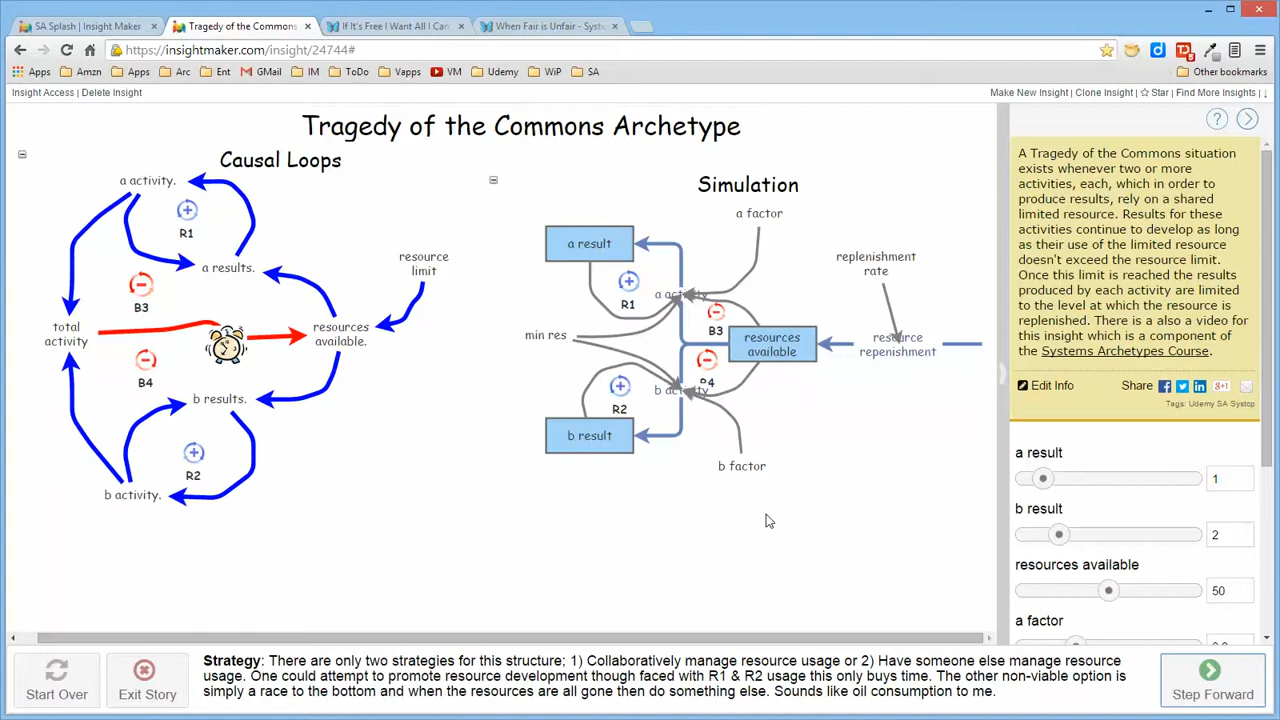 SA Splash | Insight Maker
Tragedy of the Commons
If It's Free I Want All I Can
When Fair is Unfair - Syst
https://insightmaker.com/insight/24744#
Apps
Amzn
Apps
Arc
Ent
GMail
IM
ToDo
Vapps
VM
Udemy
WiP
SA
Other bookmarks
Insight Access | Delete Insight
Make New Insight | Clone Insight | Star | Find More Insights |
Tragedy of the Commons Archetype
Causal Loops
a activity.
R1
a results.
B3
resource
limit
total
activity
resources
available.
B4
b results.
R2
b activity.
Simulation
a factor
a result
replenishment
rate
R1
a activity
B3
min res
resources
available
resource
repenishment
R2
b activity
B4
b result
b factor
A Tragedy of the Commons situation
exists whenever two or more
activities, each, which in order to
produce results, rely on a shared
limited resource. Results for these
activities continue to develop as long
as their use of the limited resource
doesn't exceed the resource limit.
Once this limit is reached the results
produced by each activity are limited
to the level at which the resource is
replenished. There is a also a video for
this insight which is a component of
the Systems Archetypes Course.
Edit Info
Share
Tags: Udemy SA Systop
a result
1
b result
2
resources available
50
a factor
Start Over
Exit Story
Strategy: There are only two strategies for this structure; 1) Collaboratively manage resource usage or 2) Have someone else manage resource
usage. One could attempt to promote resource development though faced with R1 & R2 usage this only buys time. The other non-viable option is
simply a race to the bottom and when the resources are all gone then do something else. Sounds like oil consumption to me.
Step Forward